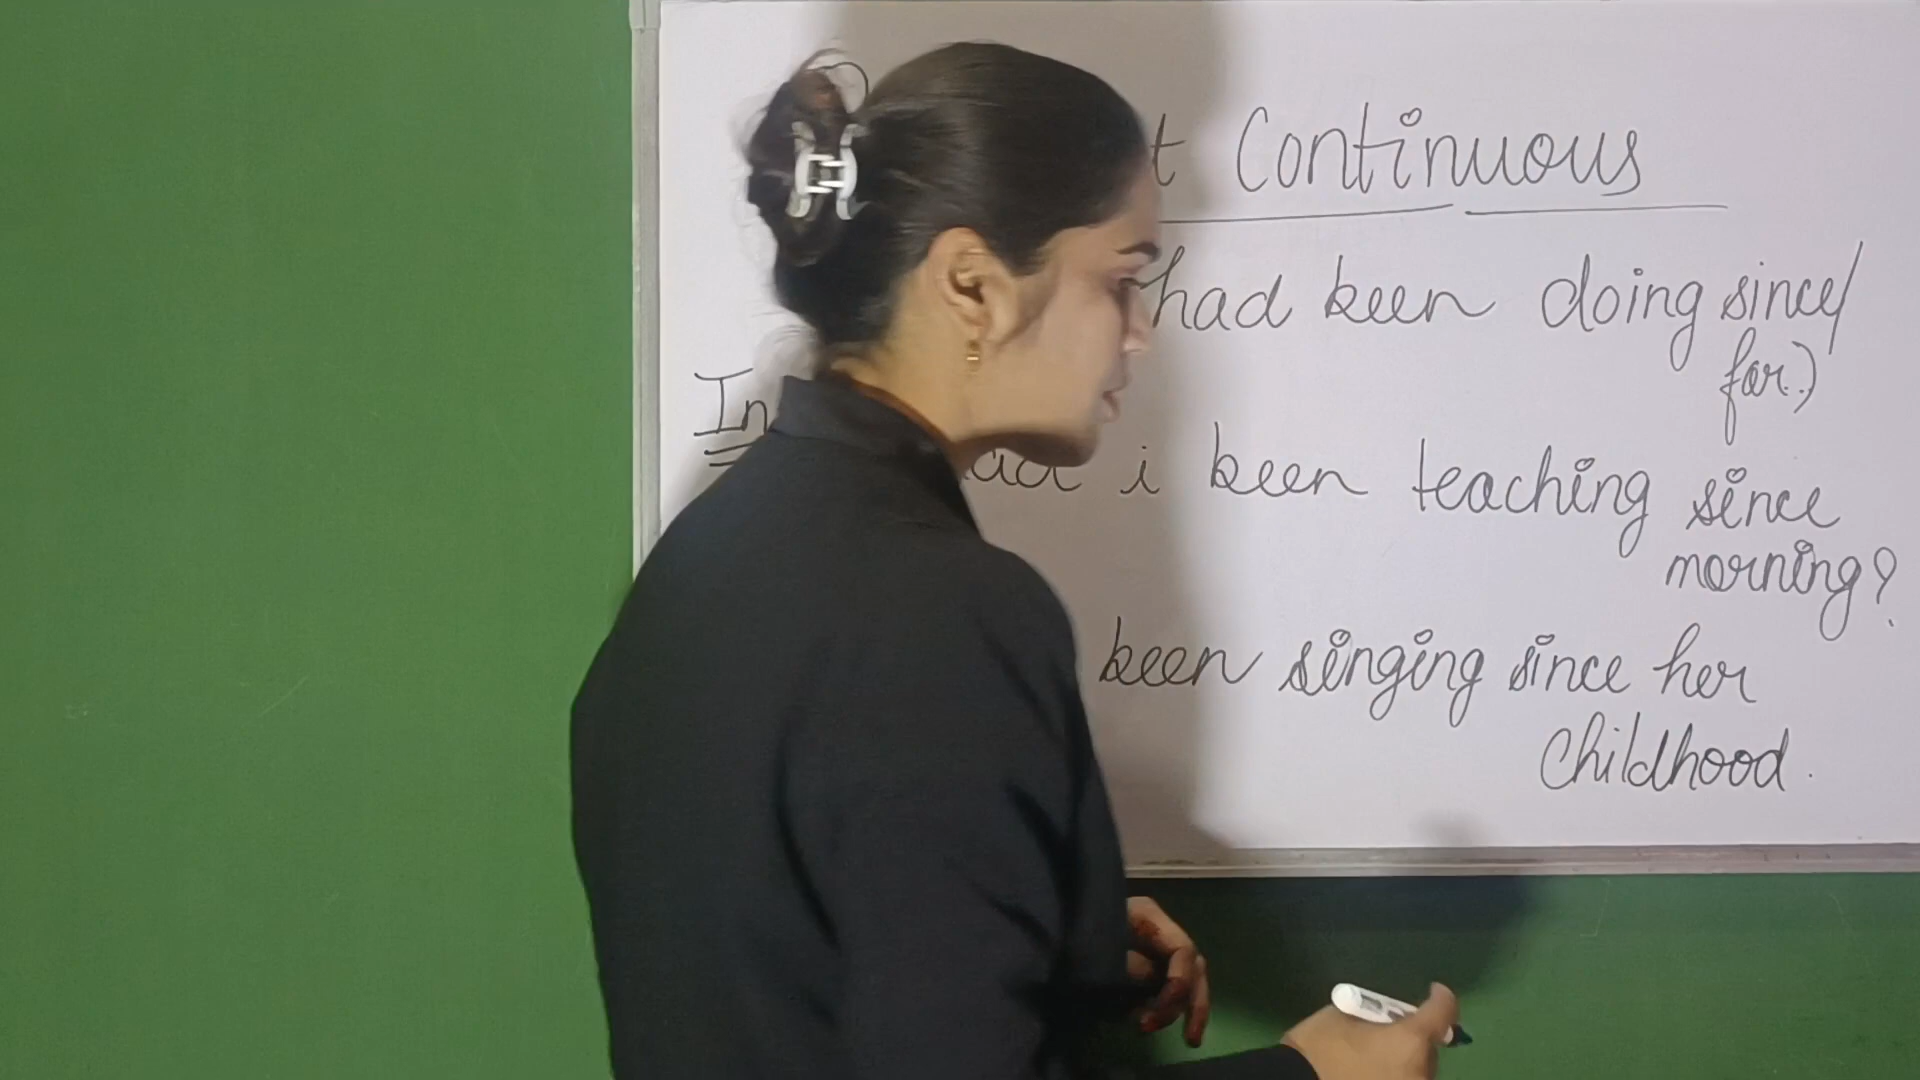 Continuous
had been doing since/
for.)
In
i been teaching since
morning?
been singing since her
childhood.